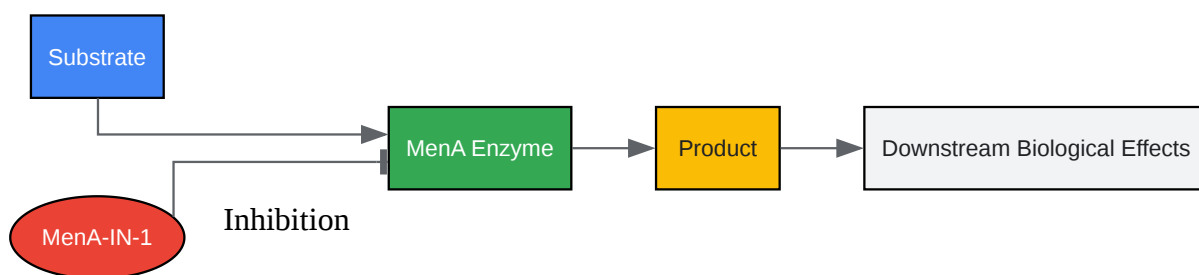 Substrate
MenA Enzyme
Product
Downstream Biological Effects
MenA-IN-1
Inhibition